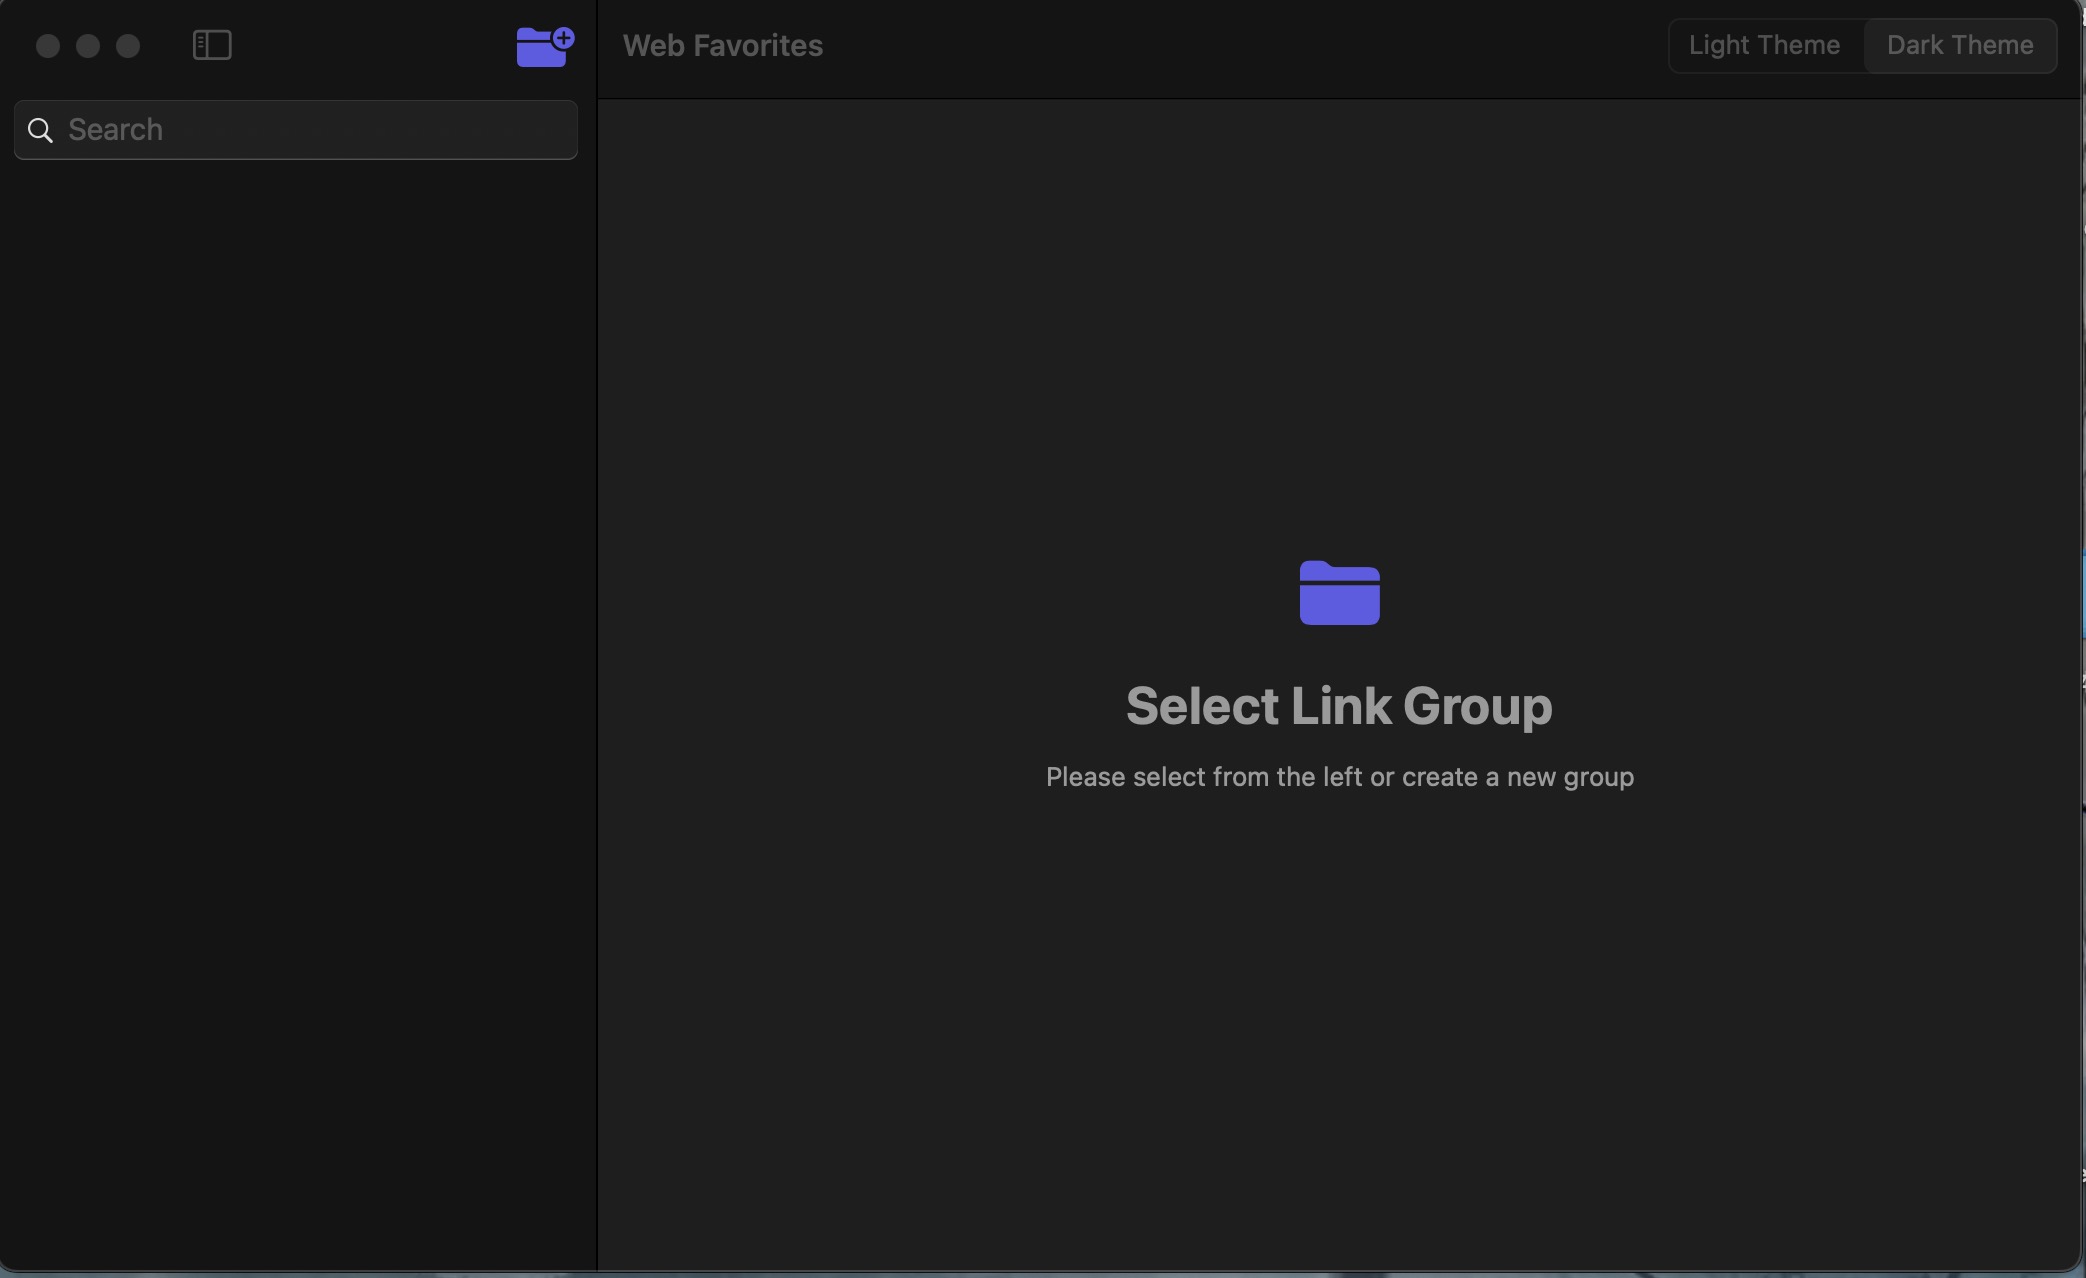 Web Favorites
Light Theme
Dark Theme
Search
Select Link Group
Please select from the left or create a new group